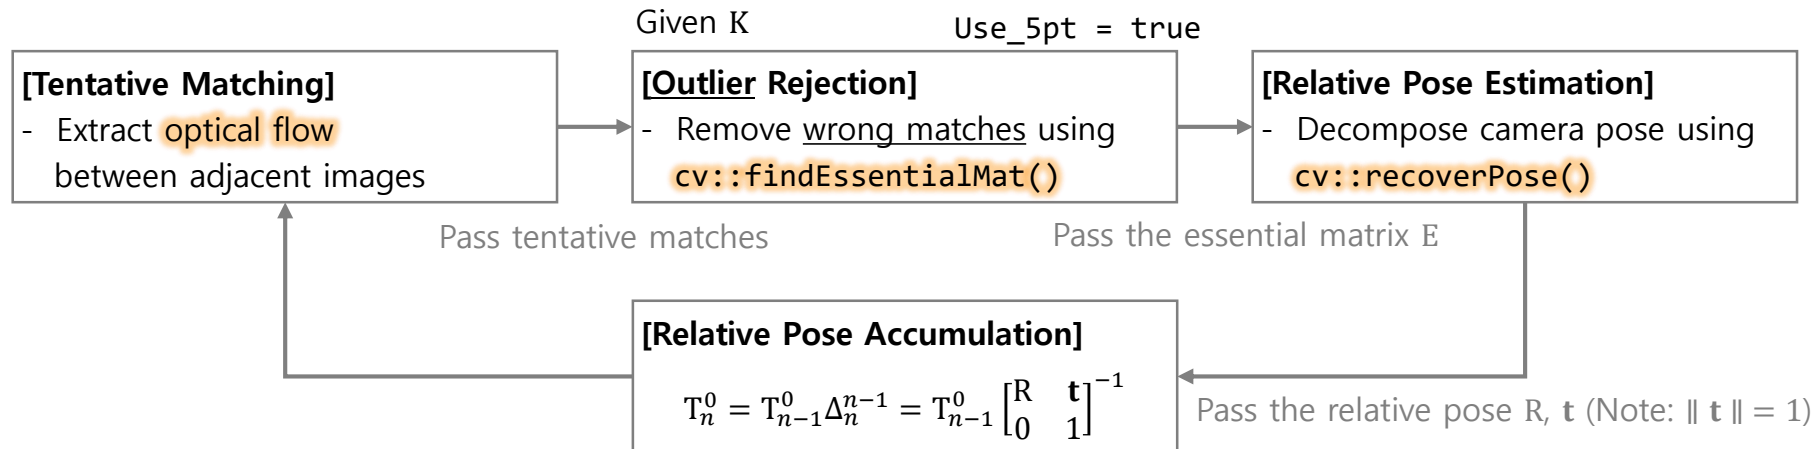 Given K
Use_5pt = true
[Tentative Matching]
- Extract optical flow
between adjacent images
[Outlier Rejection]
- Remove wrong matches using
cv::findEssentialMat()
[Relative Pose Estimation]
- Decompose camera pose using
cv::recoverPose()
Pass tentative matches
Pass the essential matrix E
[Relative Pose Accumulation]
T_n^0 = T_{n-1}^0 Δ_n^{n-1} = T_{n-1}^0 [R t; 0 1]^{-1}
Pass the relative pose R, t (Note: ‖ t ‖ = 1)